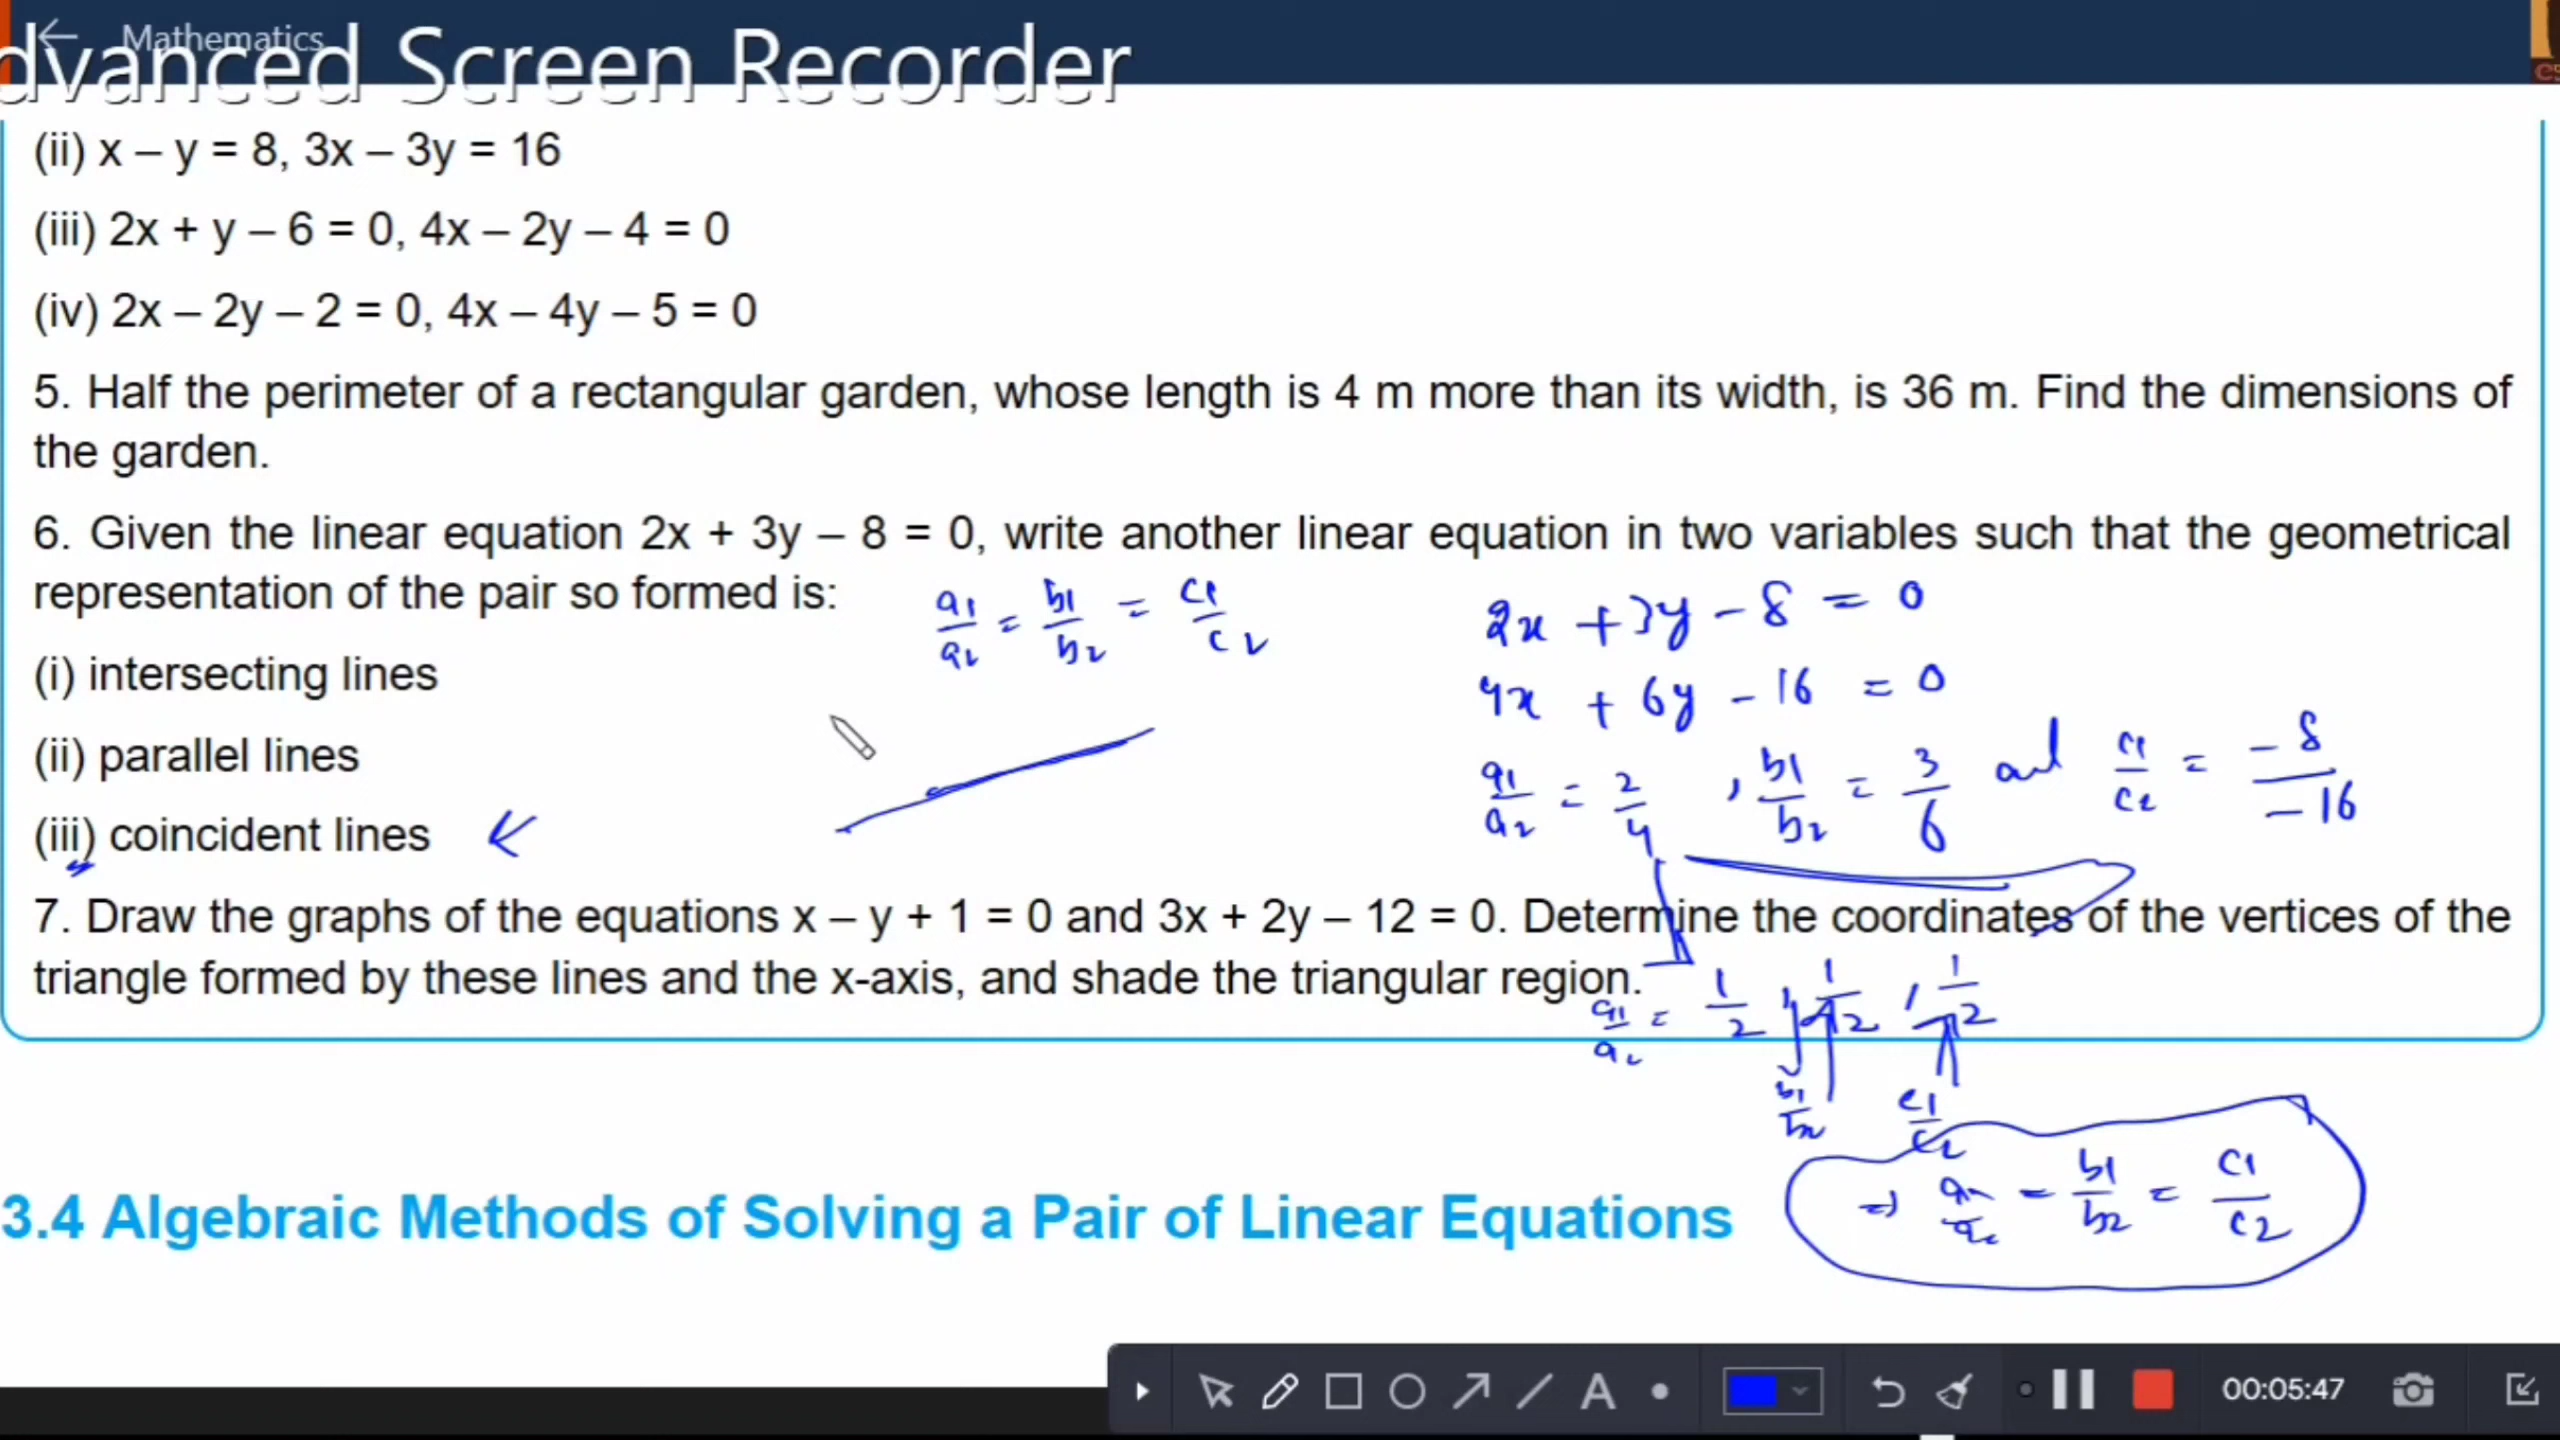 Mathematics
dvanced Screen Recorder
(ii) x – y = 8, 3x – 3y = 16
(iii) 2x + y – 6 = 0, 4x – 2y – 4 = 0
(iv) 2x – 2y – 2 = 0, 4x – 4y – 5 = 0
5. Half the perimeter of a rectangular garden, whose length is 4 m more than its width, is 36 m. Find the dimensions of
the garden.
6. Given the linear equation 2x + 3y – 8 = 0, write another linear equation in two variables such that the geometrical
representation of the pair so formed is:
a1/a2 = b1/b2 = c1/c2
2x + 3y - 8 = 0
(i) intersecting lines
4x + 6y - 16 = 0
(ii) parallel lines
a1/a2 = 2/4 , b1/b2 = 3/6 and c1/c2 = -8/-16
(iii) coincident lines
7. Draw the graphs of the equations x – y + 1 = 0 and 3x + 2y – 12 = 0. Determine the coordinates of the vertices of the
triangle formed by these lines and the x-axis, and shade the triangular region.
a1/a2 = 1/2 , 1/2 , 1/2
b1/b2 c1/c2
⇒ a1/a2 = b1/b2 = c1/c2
3.4 Algebraic Methods of Solving a Pair of Linear Equations
A
00:05:47